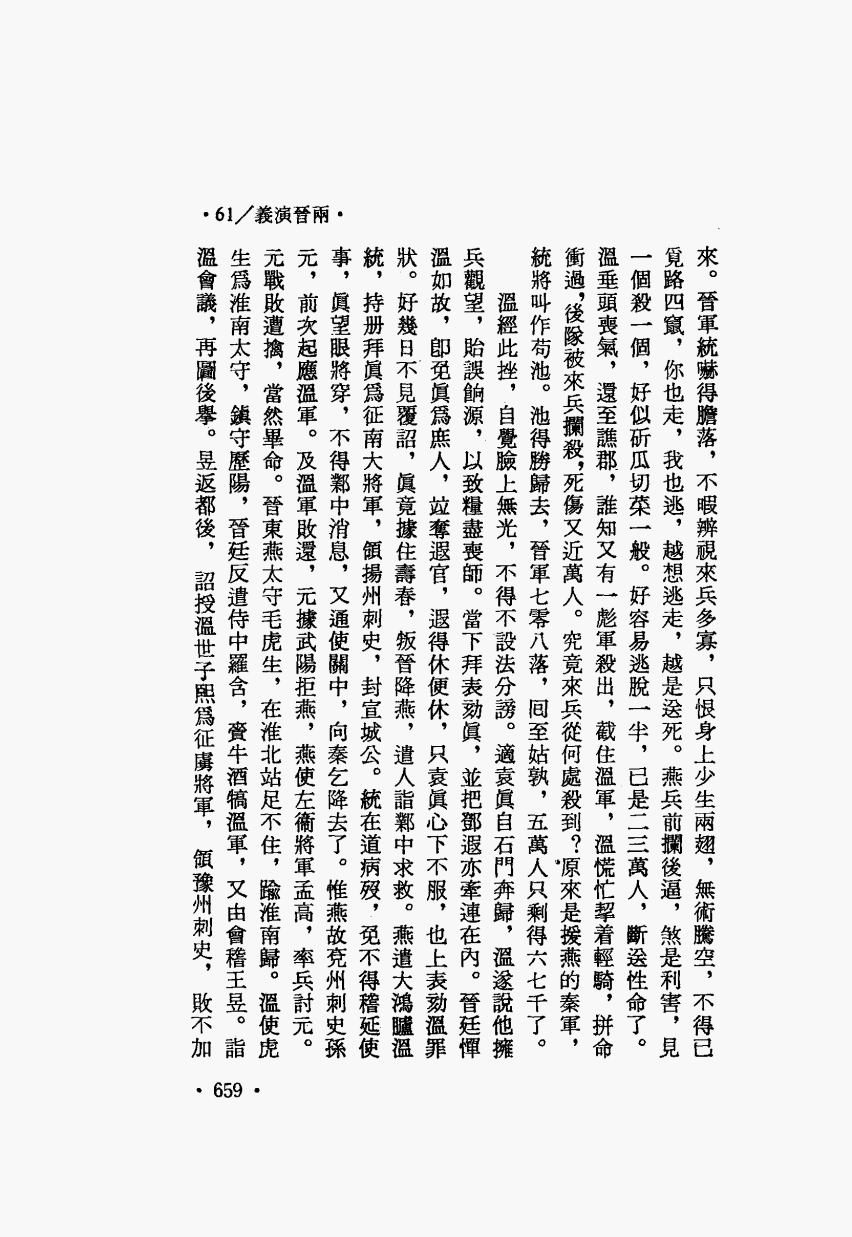 ·61／義演晉兩·
來。晉軍統嚇得膽落，不暇辨視來兵多寡，只恨身上少生兩翅，無術騰空，不得已
覓路四竄，你也走，我也逃，越想逃走，越是送死。燕兵前攔後逼，煞是利害，見
一個殺一個，好似斫瓜切菜一般。好容易逃脫一半，已是二三萬人，斷送性命了。
溫垂頭喪氣，還至譙郡，誰知又有一彪軍殺出，截住溫軍，溫慌忙挈着輕騎，拼命
衝過，後隊被來兵攔殺，死傷又近萬人。究竟來兵從何處殺到？原來是援燕的秦軍，
統將叫作苟池。池得勝歸去，晉軍七零八落，囘至姑孰，五萬人只剩得六七千了。
溫經此挫，自覺臉上無光，不得不設法分謗。適袁眞自石門奔歸，溫遂說他擁
兵觀望，貽誤餉源，以致糧盡喪師。當下拜表劾眞，並把鄧遐亦牽連在內。晉廷憚
溫如故，卽免眞爲庶人，竝奪遐官，遐得休便休，只袁眞心下不服，也上表劾溫罪
狀。好幾日不見覆詔，眞竟據住壽春，叛晉降燕，遣人詣鄴中求救。燕遣大鴻臚溫
統，持册拜眞爲征南大將軍，領揚州刺史，封宣城公。統在道病歿，免不得稽延使
事，眞望眼將穿，不得鄴中消息，又通使關中，向秦乞降去了。惟燕故兗州刺史孫
元，前次起應溫軍。及溫軍敗還，元據武陽拒燕，燕使左衞將軍孟高，率兵討元。
元戰敗遭擒，當然畢命。晉東燕太守毛虎生，在淮北站足不住，踰淮南歸。溫使虎
生爲淮南太守，鎭守歷陽，晉廷反遣侍中羅含，賷牛酒犒溫軍，又由會稽王昱。詣
溫會議，再圖後擧。昱返都後，詔授溫世子熙爲征虜將軍，領豫州刺史，敗不加
·659·